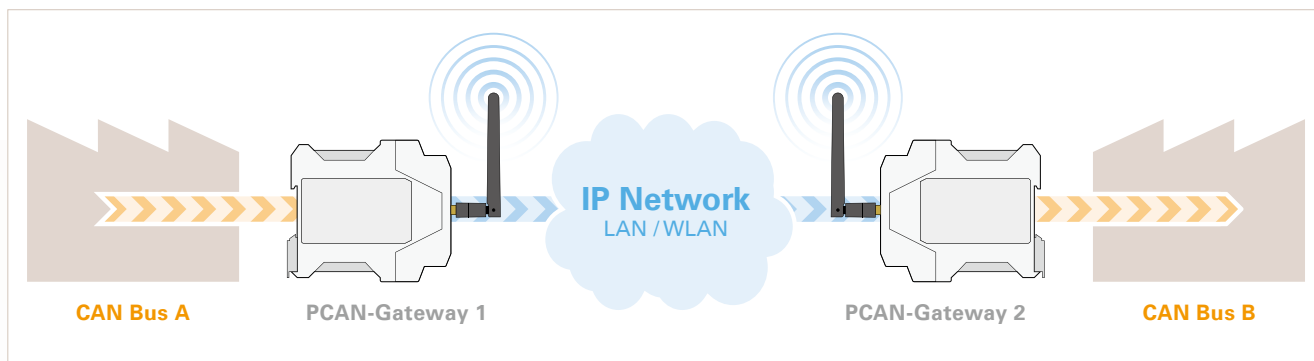 IP Network
LAN / WLAN
CAN Bus A
PCAN-Gateway 1
PCAN-Gateway 2
CAN Bus B